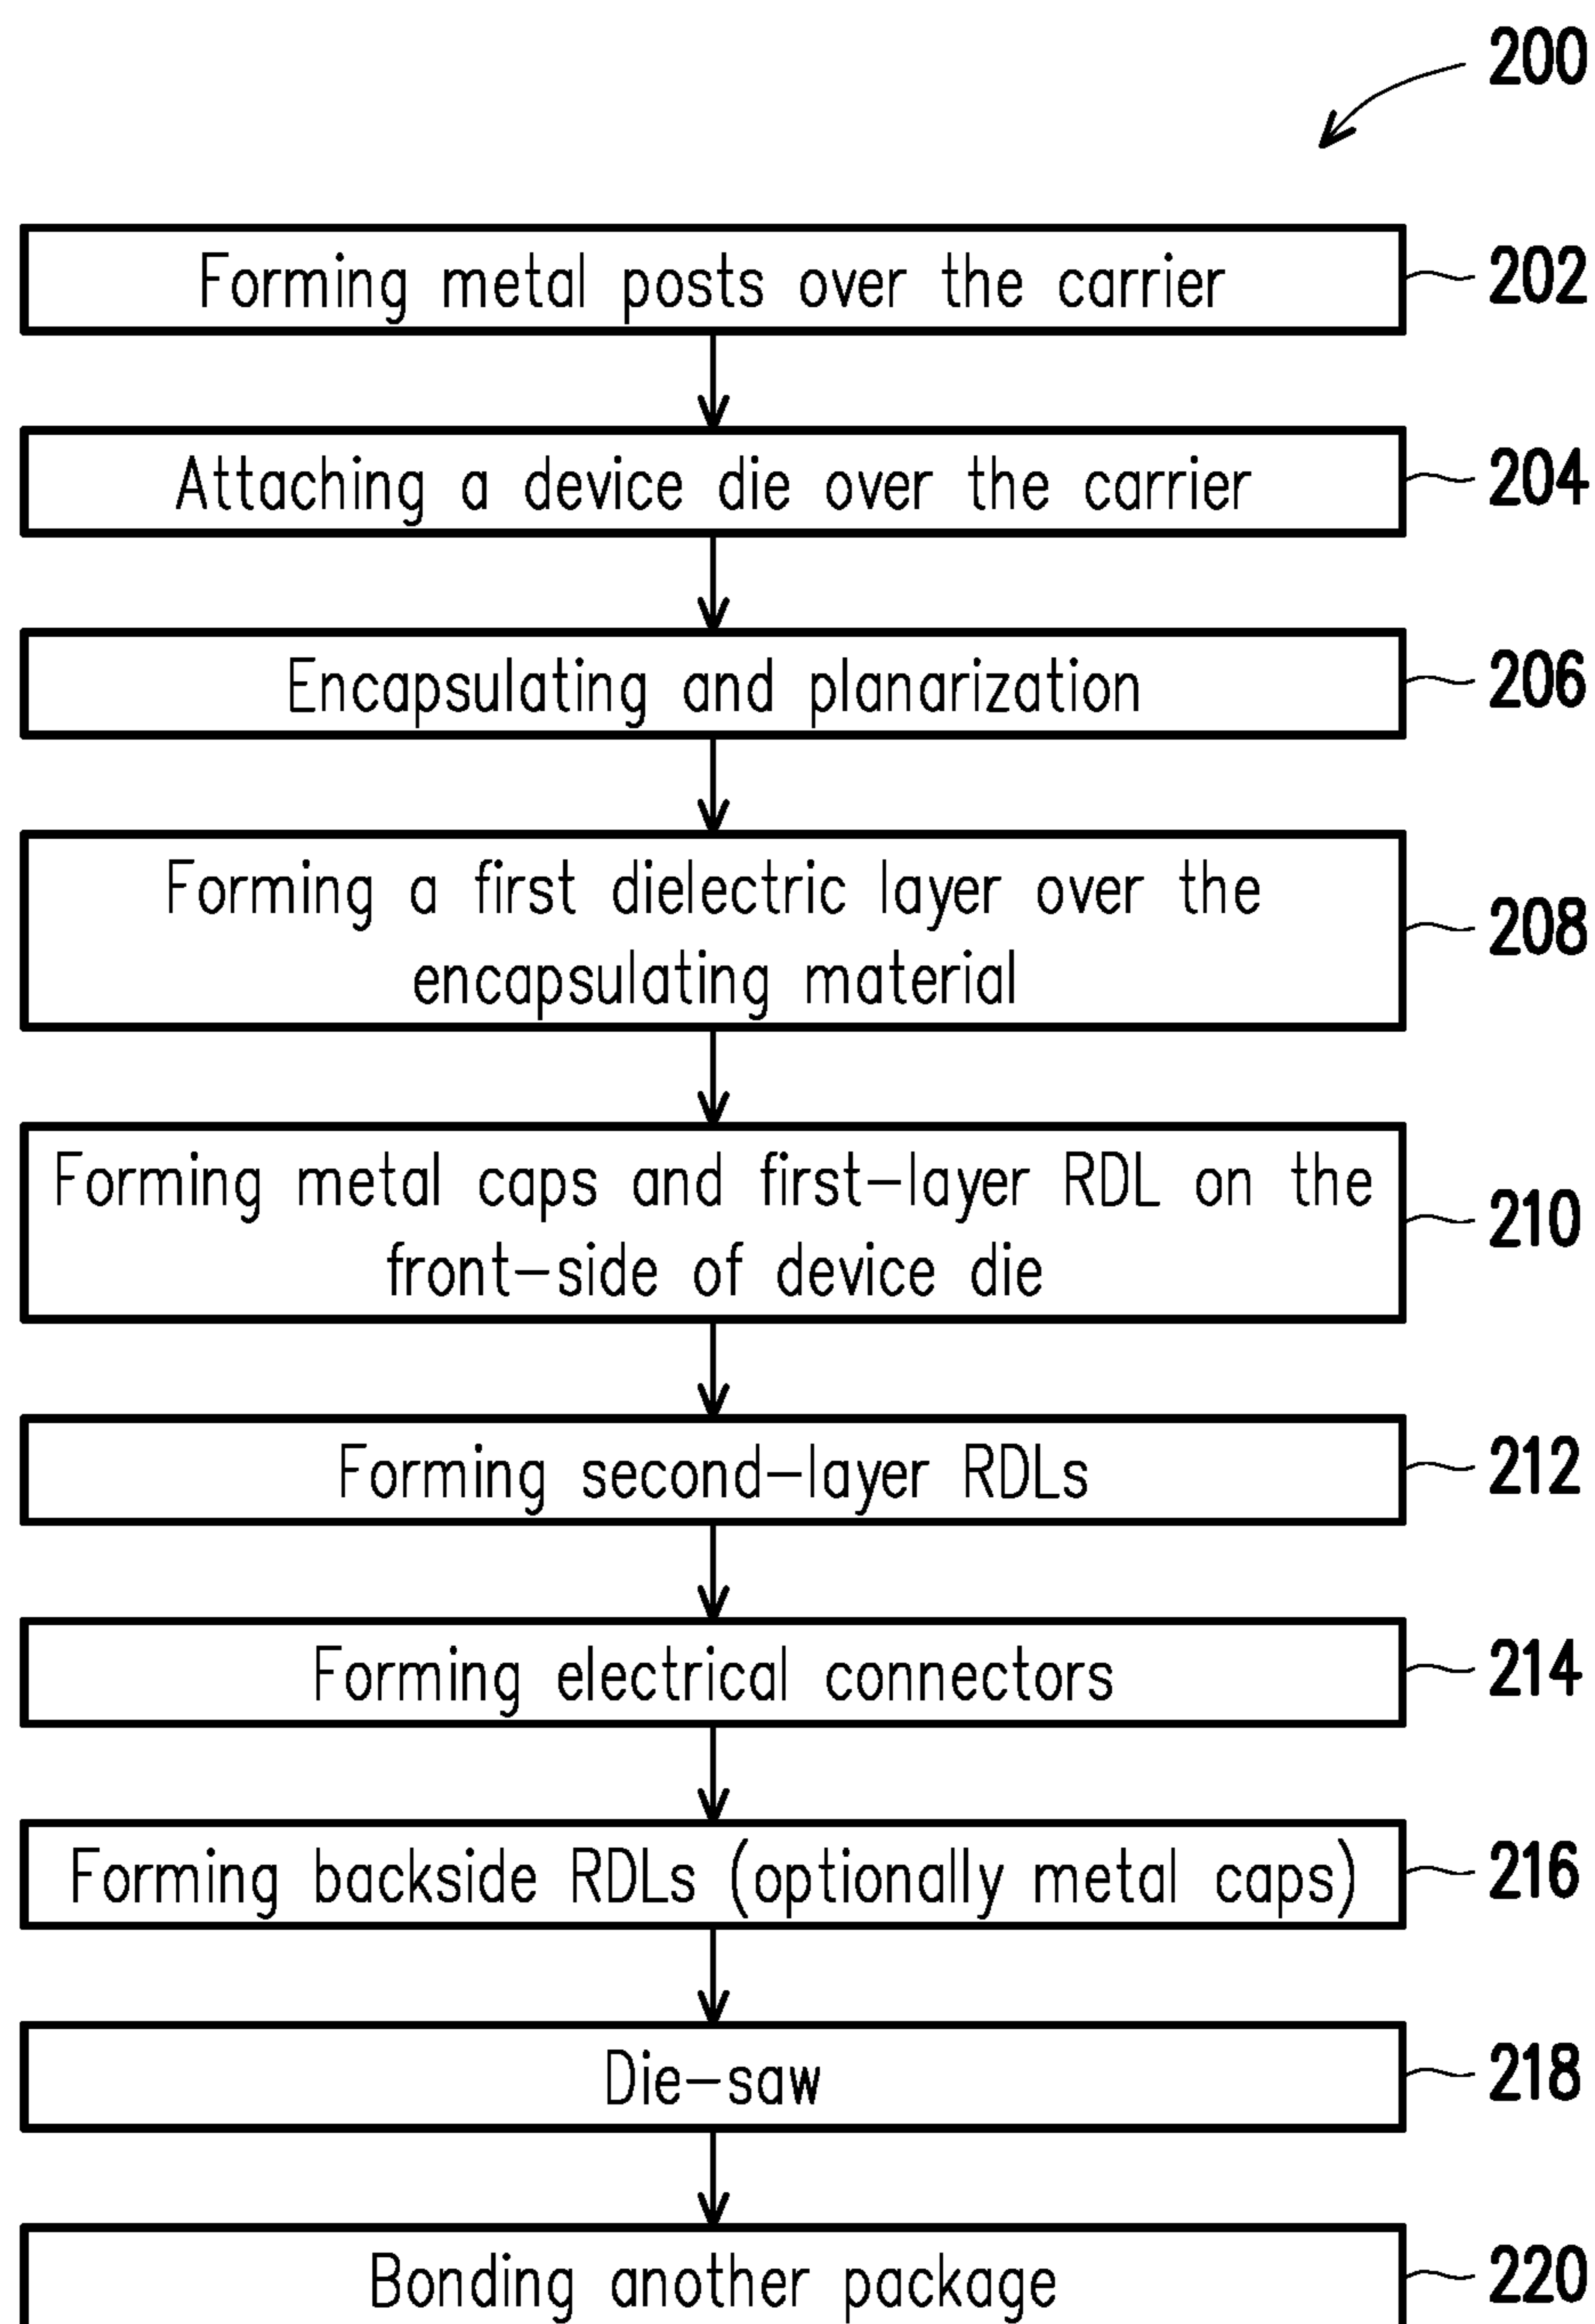 200
Forming metal posts over the carrier 202
Attaching a device die over the carrier 204
Encapsulating and planarization 206
Forming a first dielectric layer over the
encapsulating material 208
Forming metal caps and first-layer RDL on the
front-side of device die 210
Forming second-layer RDLs 212
Forming electrical connectors 214
Forming backside RDLs (optionally metal caps) 216
Die-saw 218
Bonding another package 220